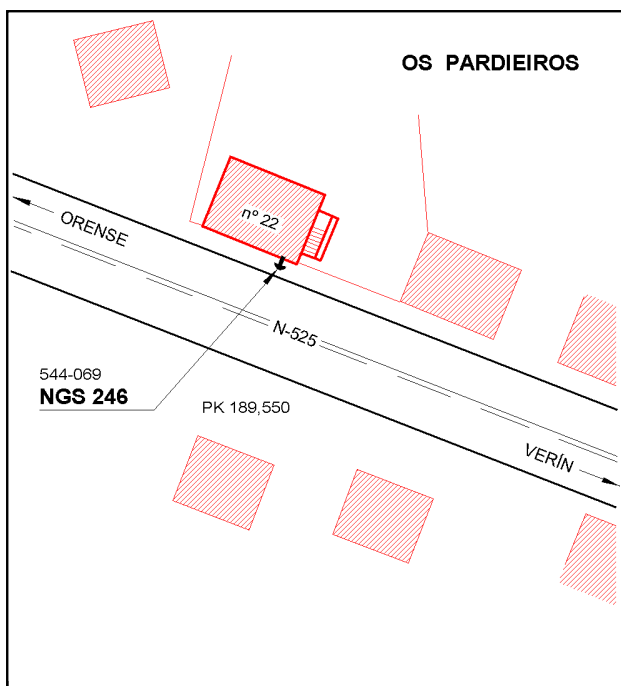 OS PARDIEIROS
nº 22
ORENSE
N-525
544-069
NGS 246
PK 189,550
VERÍN